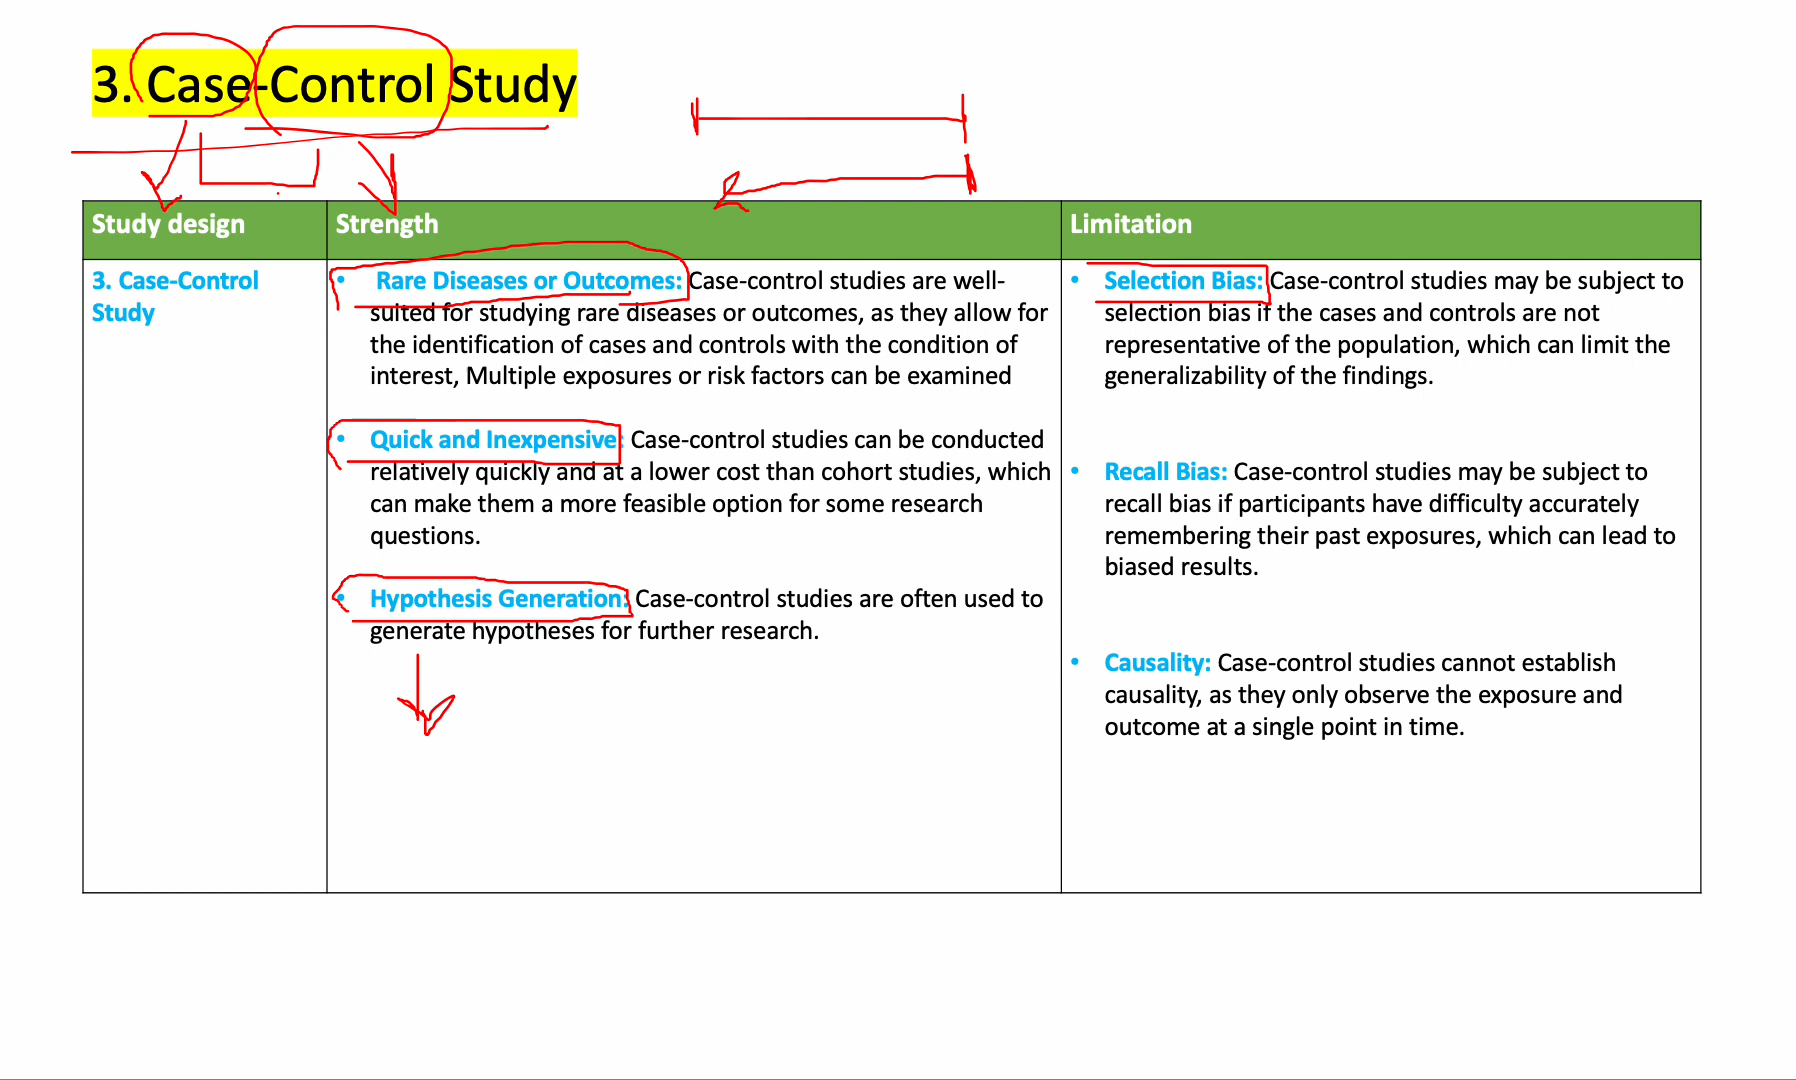 3. Case-Control Study
Study design
Strength
Limitation
3. Case-Control
Study
• Rare Diseases or Outcomes: Case-control studies are well-
suited for studying rare diseases or outcomes, as they allow for
the identification of cases and controls with the condition of
interest, Multiple exposures or risk factors can be examined
• Quick and Inexpensive: Case-control studies can be conducted
relatively quickly and at a lower cost than cohort studies, which
can make them a more feasible option for some research
questions.
• Hypothesis Generation: Case-control studies are often used to
generate hypotheses for further research.
• Selection Bias: Case-control studies may be subject to
selection bias if the cases and controls are not
representative of the population, which can limit the
generalizability of the findings.
• Recall Bias: Case-control studies may be subject to
recall bias if participants have difficulty accurately
remembering their past exposures, which can lead to
biased results.
• Causality: Case-control studies cannot establish
causality, as they only observe the exposure and
outcome at a single point in time.